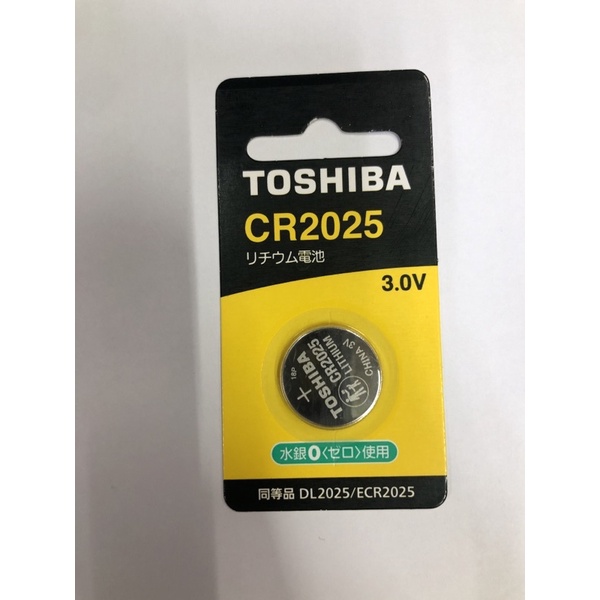 TOSHIBA
CR2025
リチウム電池
3.0V
TOSHIBA
CR2025
LITHIUM
CHINA 3V
+
水銀0〈ゼロ〉使用
同等品 DL2025/ECR2025